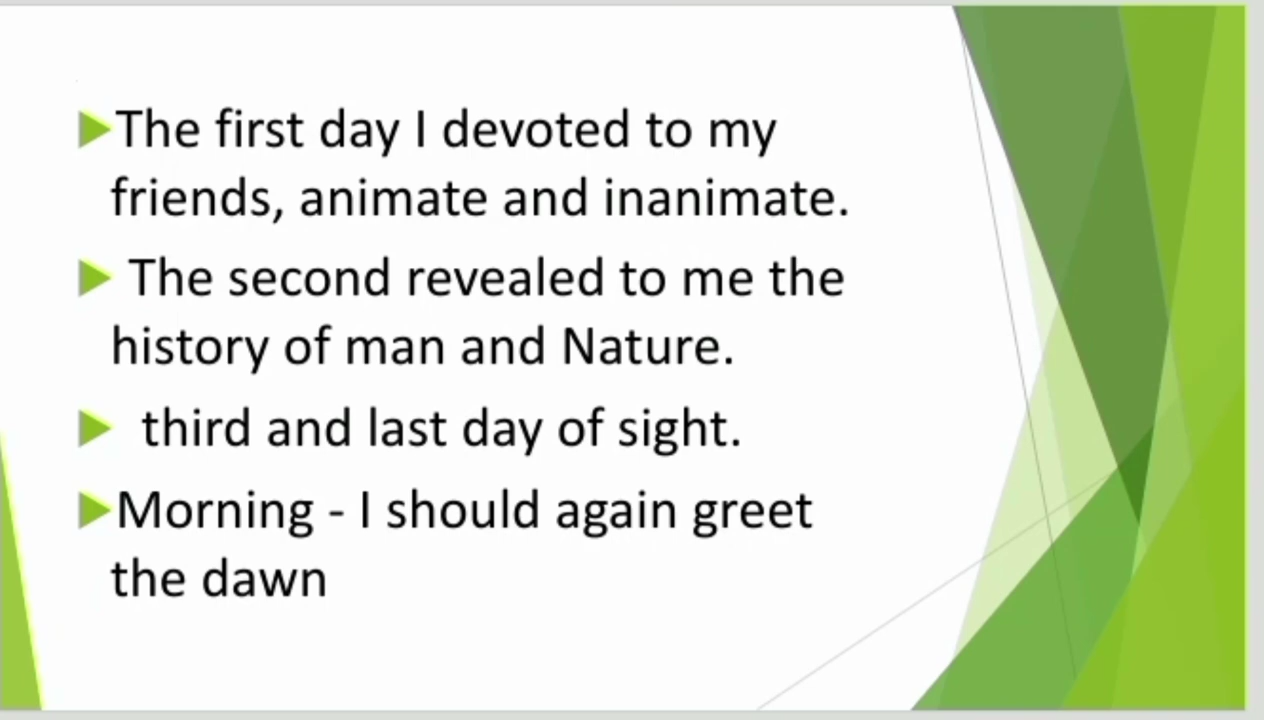 The first day I devoted to my
friends, animate and inanimate.
The second revealed to me the
history of man and Nature.
third and last day of sight.
Morning - I should again greet
the dawn